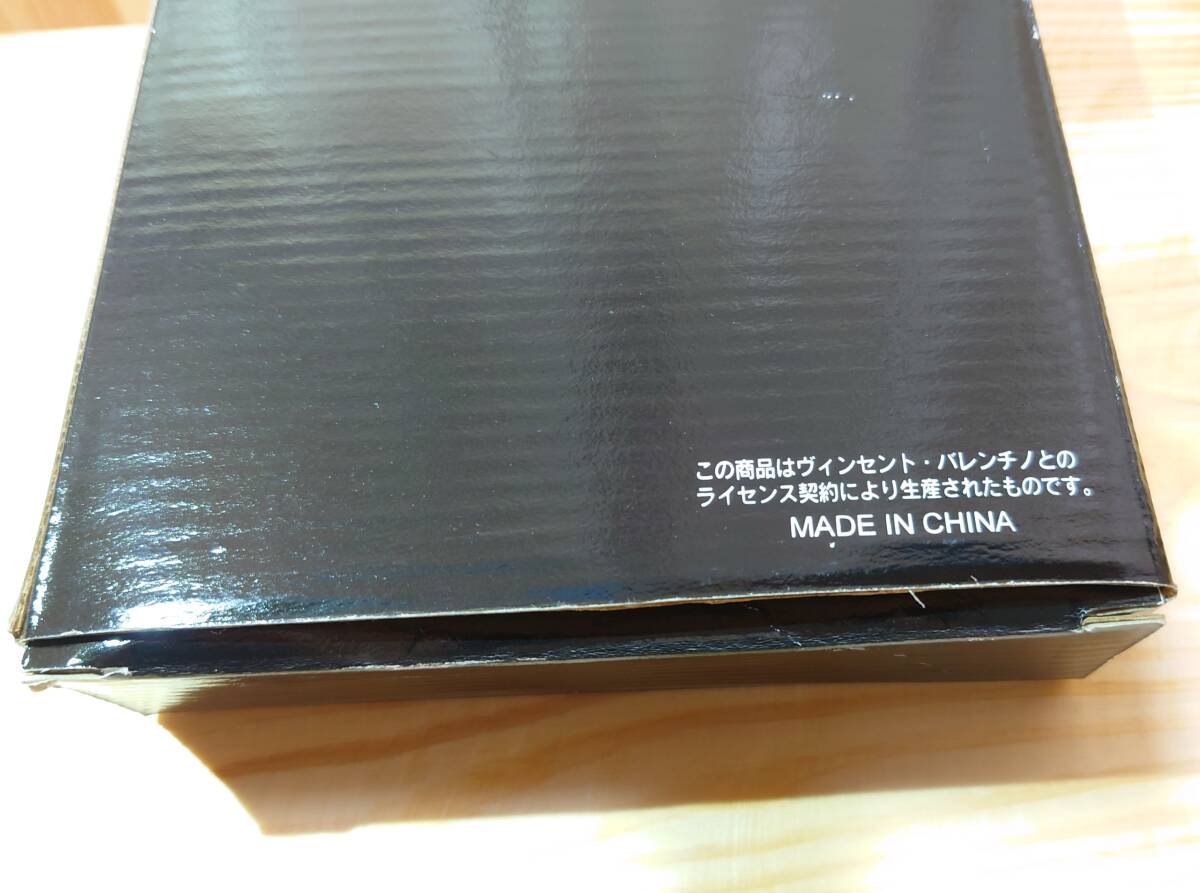 この商品はヴィンセント・バレンチノとの
ライセンス契約により生産されたものです。
MADE IN CHINA